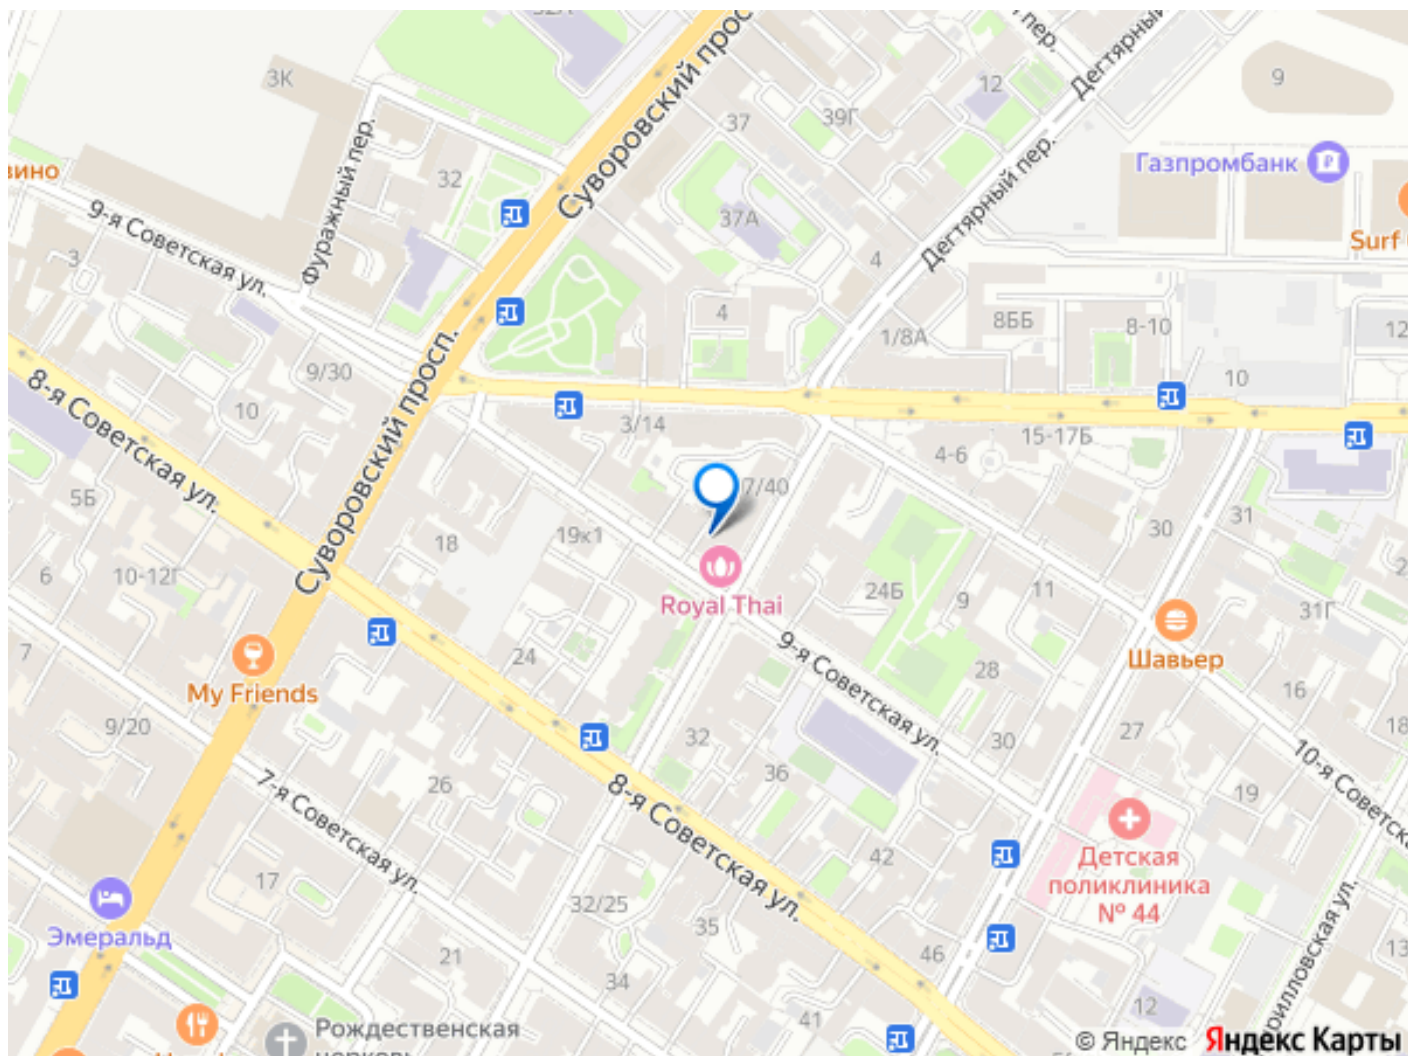 32А
пер.
Дегтярный
3К
12
9
37
39Г
Суворовский просп.
Фуражный пер.
вино
Дегтярный пер.
Газпромбанк
32
9-я Советская ул.
37А
Surf
3
4
4
1/8А
8ББ
8-10
12
9/30
10
8-я Советская ул.
10
3/14
15-17Б
4-6
Суворовский просп.
7/40
5Б
19к1
18
30
31
10-12Г
6
24Б
9
11
31Г
Royal Thai
7
My Friends
24
9-я Советская ул.
28
Шавьер
16
9/20
32
30
27
18
26
36
10-я Советская
7-я Советская ул.
8-я Советская ул.
19
42
Детская
поликлиника
№ 44
17
32/25
35
Эмеральд
21
34
46
13
41
12
Рождественская
церковь
© Яндекс Яндекс Карты